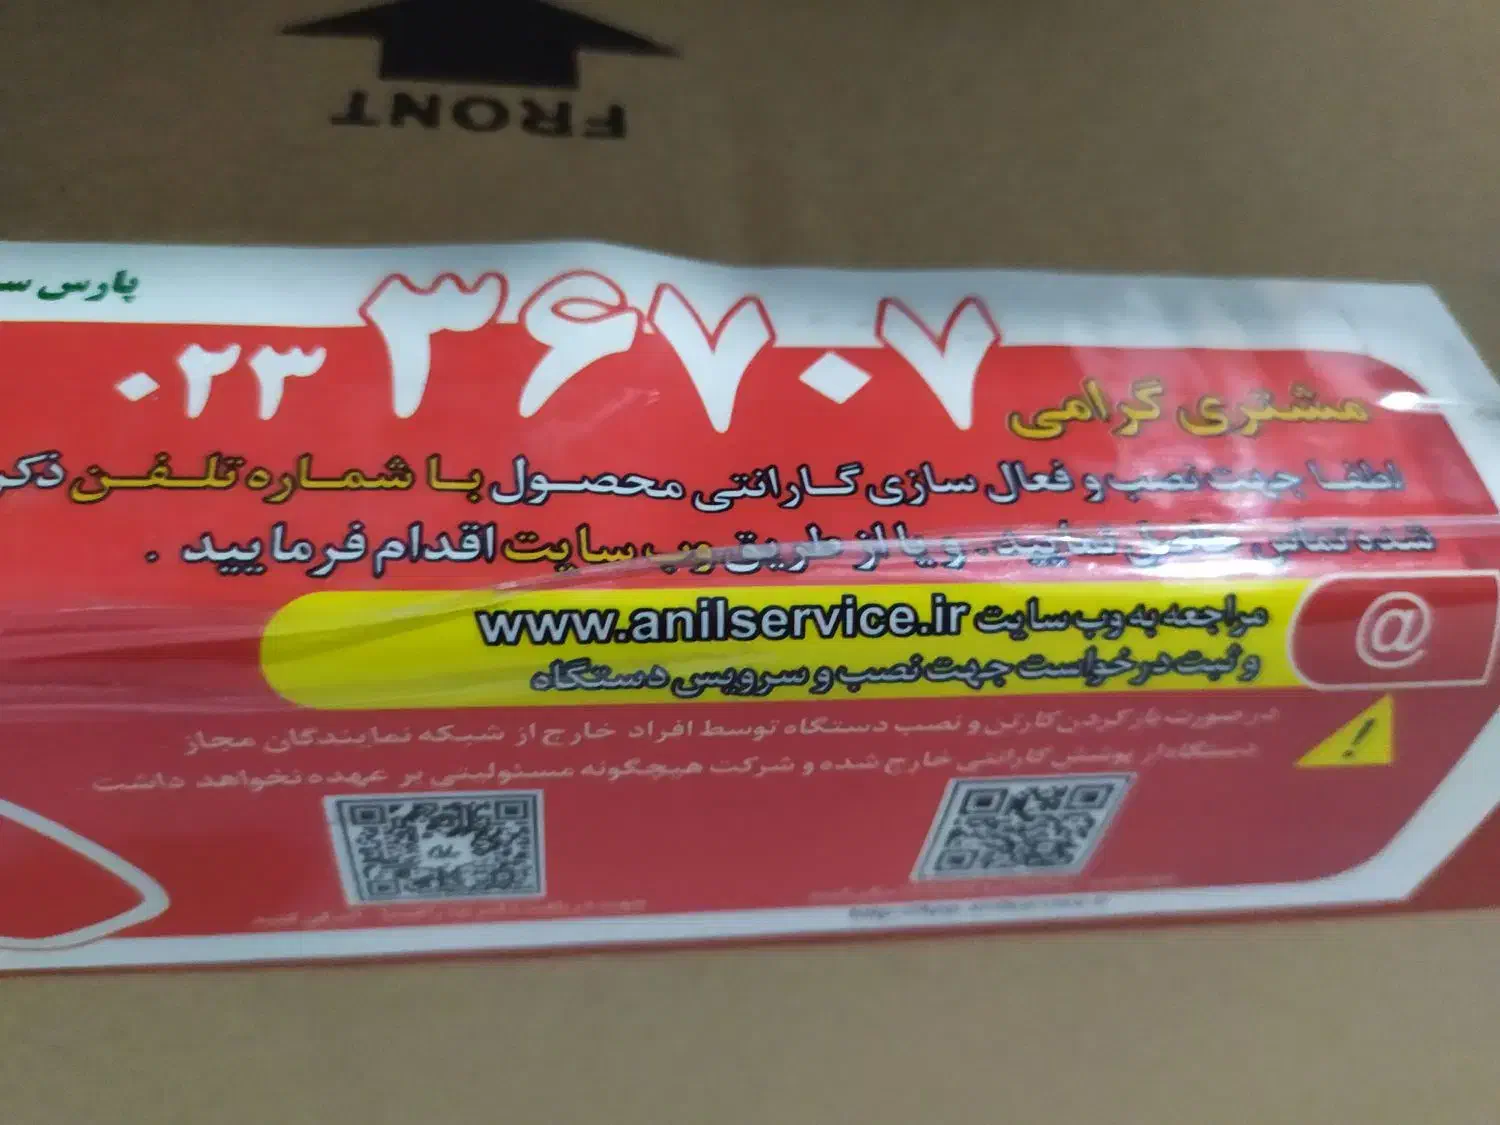 FRONT
پارس
۰۲۳ ۳۶۷۰۷
مشتری گرامی
لطفا جهت نصب و فعال سازی گارانتی محصول با شماره تلفن ذکر
شده تماس حاصل نمایید . و یا از طریق وب سایت اقدام فرمایید .
@
مراجعه به وب سایت www.anilservice.ir
و ثبت درخواست جهت نصب و سرویس دستگاه
!
در صورت باز کردن کارتن و نصب دستگاه توسط افراد خارج از شبکه نمایندگان مجاز
دستگاه از پوشش گارانتی خارج شده و شرکت هیچگونه مسئولیتی بر عهده نخواهد داشت